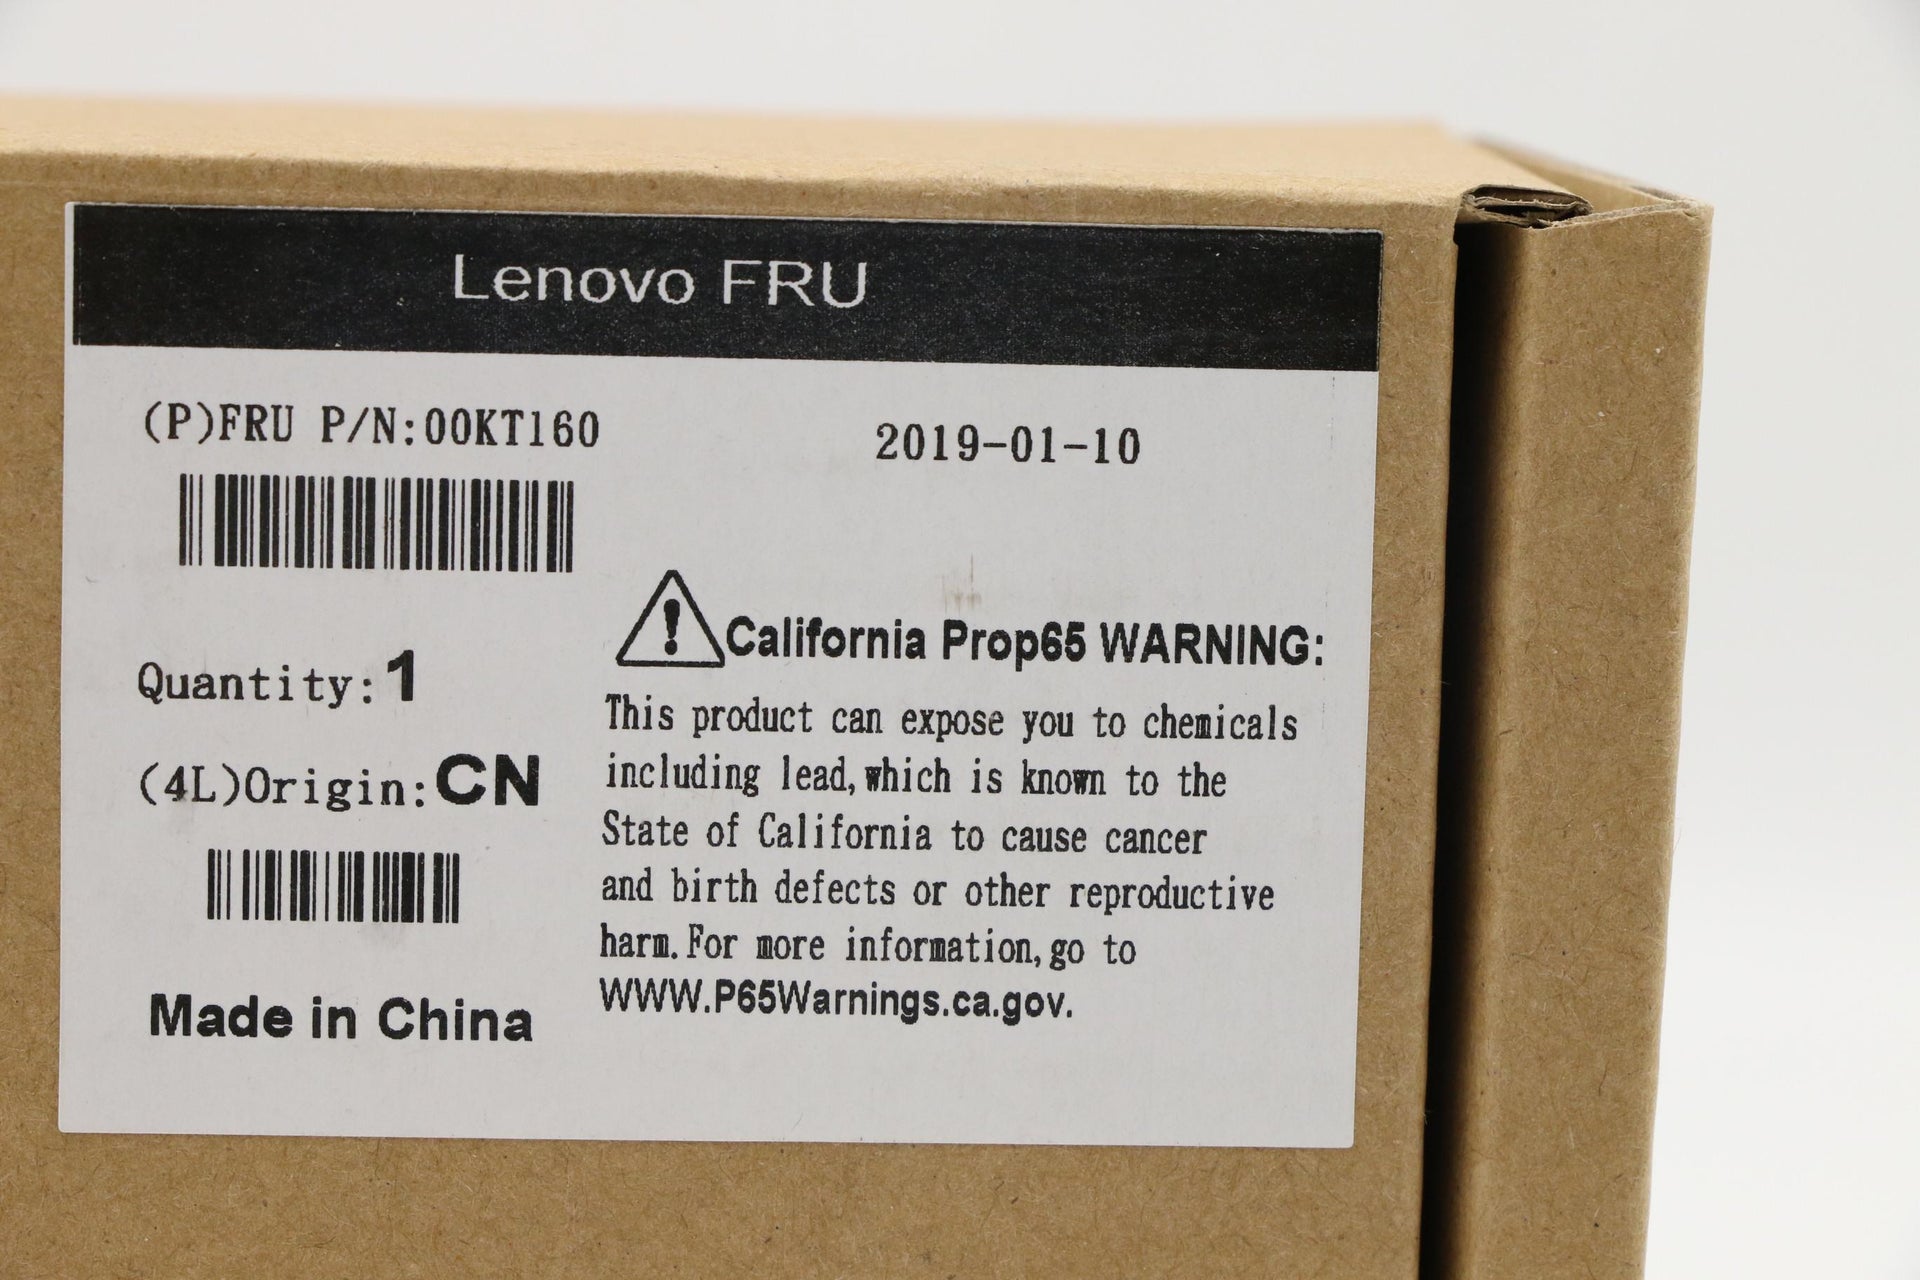 Lenovo FRU
(P)FRU P/N:00KT160
2019-01-10
Quantity:1
(4L)Origin:CN
Made in China
California Prop65 WARNING:
This product can expose you to chemicals
including lead,which is known to the
State of California to cause cancer
and birth defects or other reproductive
harm.For more information,go to
WWW.P65Warnings.ca.gov.